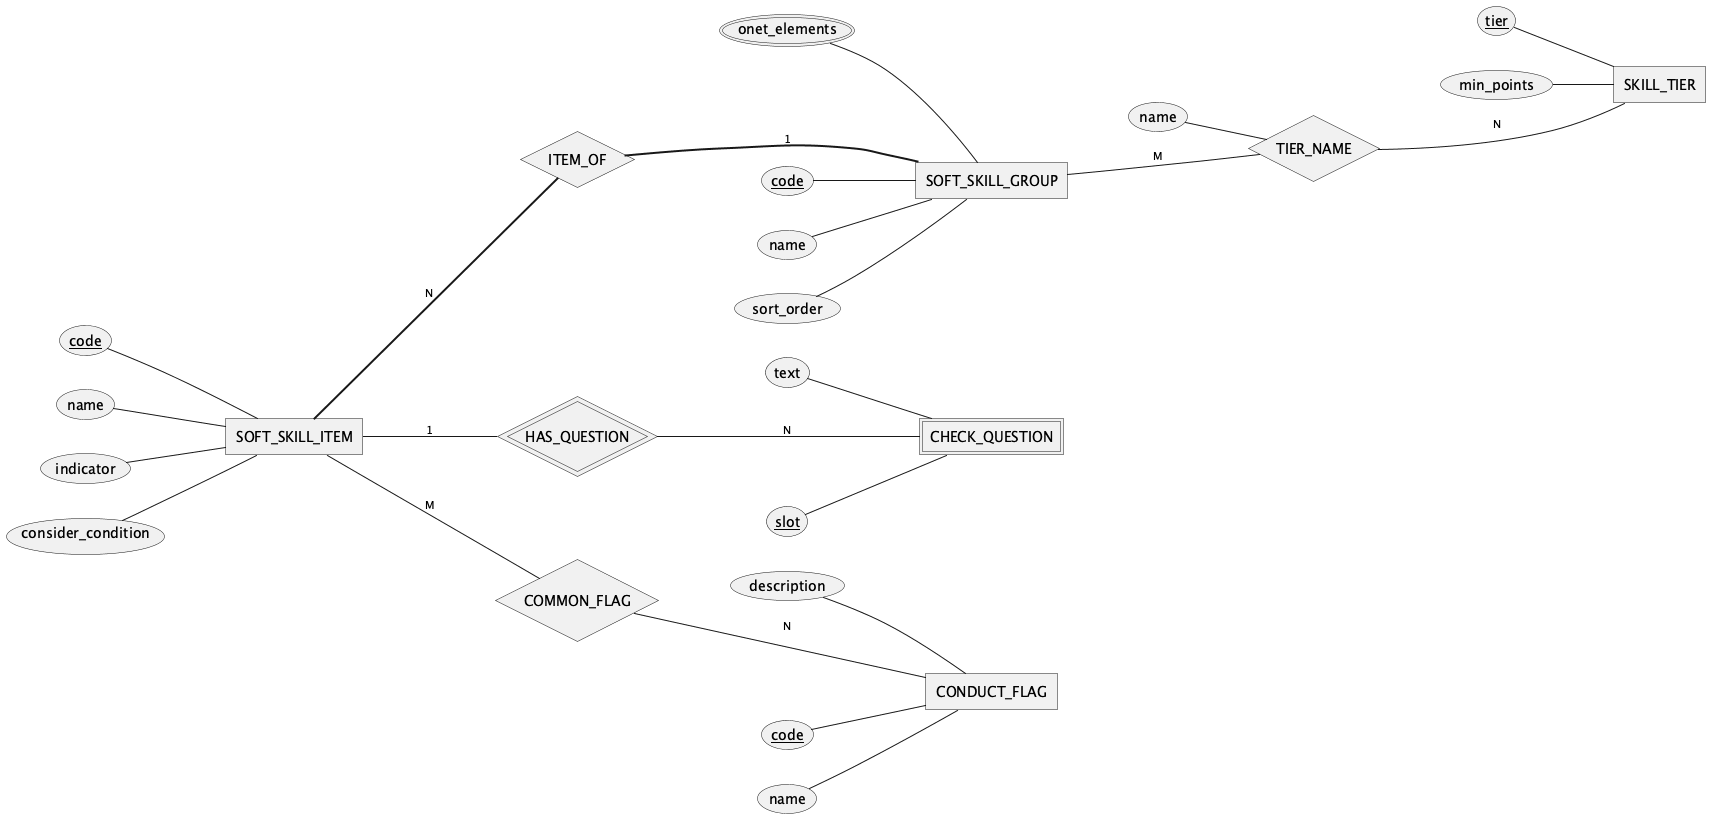 tier
onet_elements
min_points
SKILL_TIER
name
N
1
TIER_NAME
M
ITEM_OF
code
SOFT_SKILL_GROUP
name
N
sort_order
code
text
name
SOFT_SKILL_ITEM
1
HAS_QUESTION
N
CHECK_QUESTION
indicator
M
slot
consider_condition
description
COMMON_FLAG
N
CONDUCT_FLAG
code
name